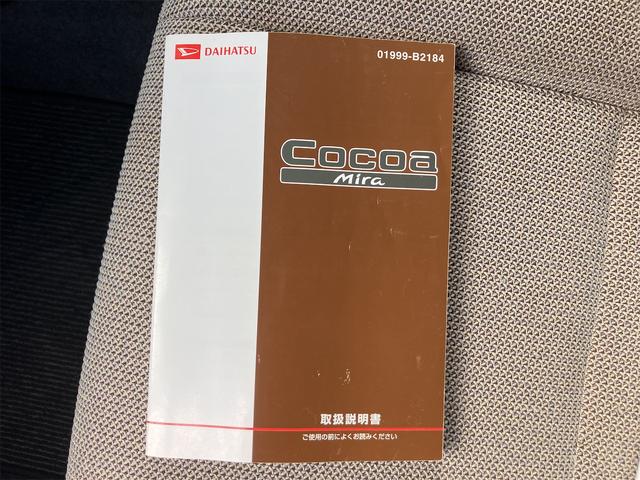 DAIHATSU
01999-B2184
Cocoa
Mira
取扱説明書
ご使用の前によくお読みください